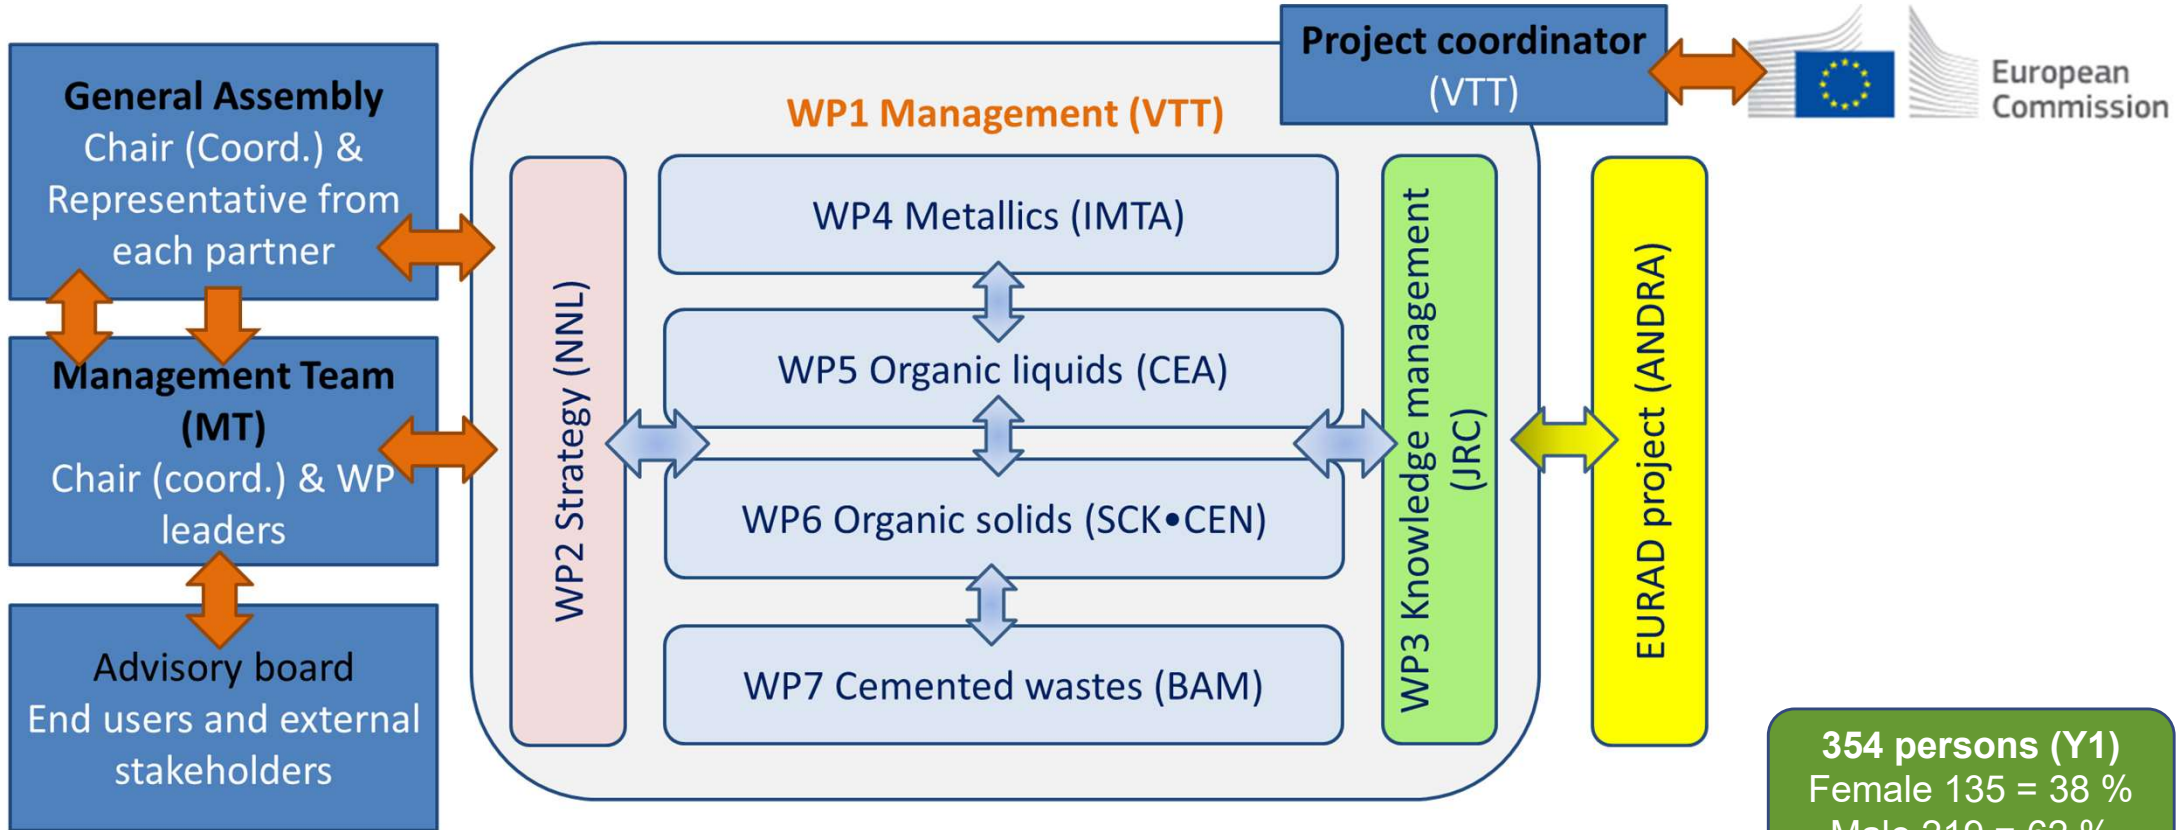 General Assembly
Chair (Coord.) &
Representative from
each partner
Management Team
(MT)
Chair (coord.) & WP
leaders
Advisory board
End users and external
stakeholders
WP1 Management (VTT)
Project coordinator
(VTT)
European
Commission
WP2 Strategy (NNL)
WP4 Metallics (IMTA)
WP5 Organic liquids (CEA)
WP6 Organic solids (SCK•CEN)
WP7 Cemented wastes (BAM)
WP3 Knowledge management
(JRC)
EURAD project (ANDRA)
354 persons (Y1)
Female 135 = 38 %
Male 219 = 62 %